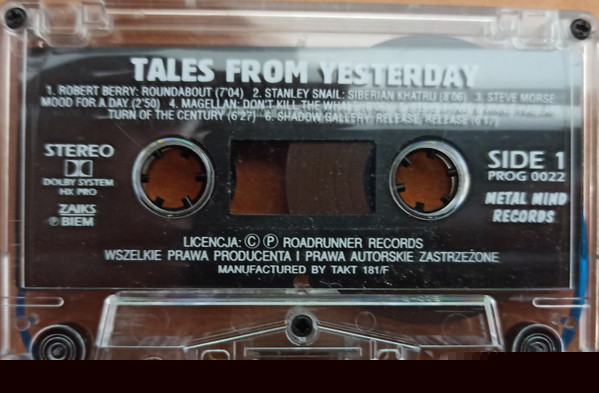 TALES FROM YESTERDAY
1. ROBERT BERRY: ROUNDABOUT (7'04) 2. STANLEY SNAIL: SIBERIAN KHATRU (8'06) 3. STEVE MORSE:
MOOD FOR A DAY (2'50) 4. MAGELLAN: DON'T KILL THE
TURN OF THE CENTURY (6'27) 6. SHADOW GALLERY: RELEASE, RELEASE (6'17)
STEREO
DOLBY SYSTEM
HX PRO
ZAIKS
℗ BIEM
SIDE 1
PROG 0022
METAL MIND
RECORDS
LICENCJA: © ℗ ROADRUNNER RECORDS
WSZELKIE PRAWA PRODUCENTA I PRAWA AUTORSKIE ZASTRZEŻONE
MANUFACTURED BY TAKT 181/F